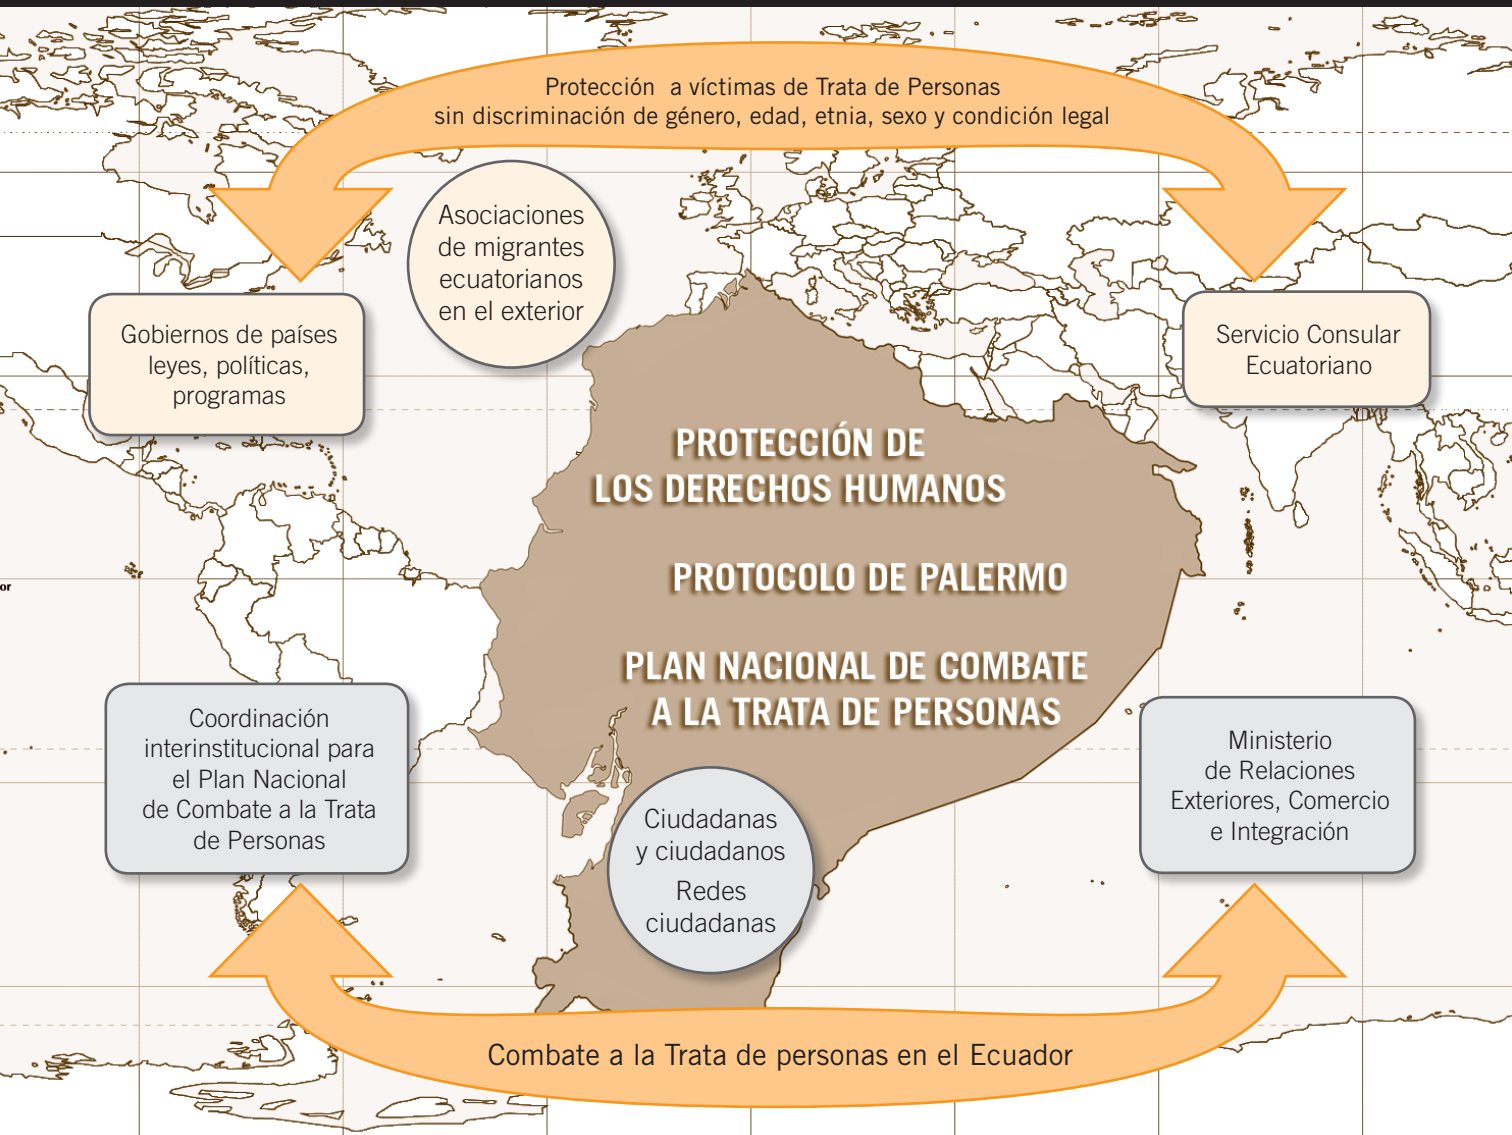 Protección a víctimas de Trata de Personas
sin discriminación de género, edad, etnia, sexo y condición legal
Asociaciones
de migrantes
ecuatorianos
en el exterior
Gobiernos de países
leyes, políticas,
programas
Servicio Consular
Ecuatoriano
PROTECCIÓN DE
LOS DERECHOS HUMANOS
PROTOCOLO DE PALERMO
or
PLAN NACIONAL DE COMBATE
A LA TRATA DE PERSONAS
Coordinación
interinstitucional para
el Plan Nacional
de Combate a la Trata
de Personas
Ministerio
de Relaciones
Exteriores, Comercio
e Integración
Ciudadanas
y ciudadanos
Redes
ciudadanas
Combate a la Trata de personas en el Ecuador